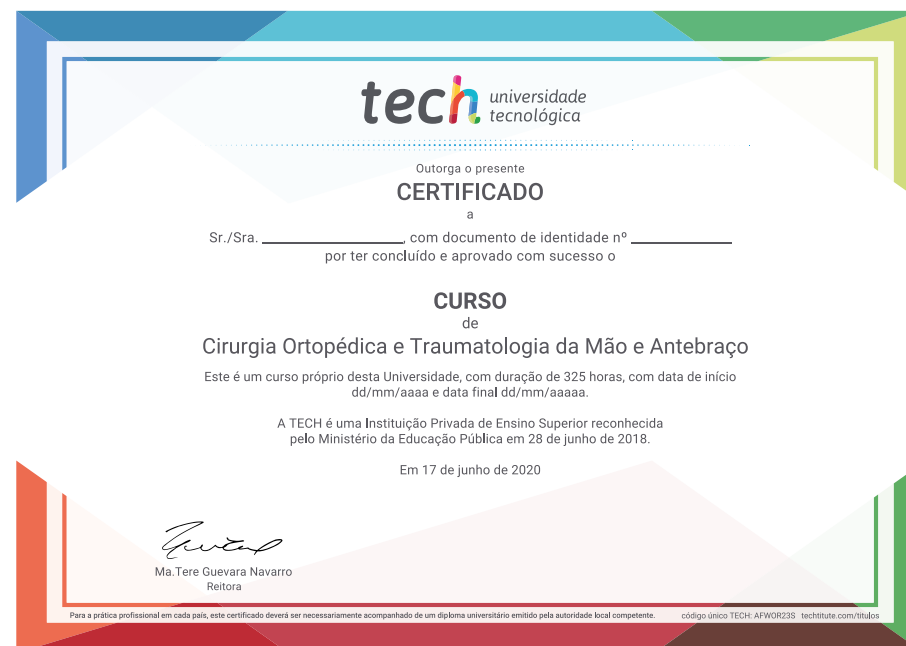 tech universidade
tecnológica
Outorga o presente
CERTIFICADO
a
Sr./Sra. ____________, com documento de identidade nº ____________
por ter concluído e aprovado com sucesso o
CURSO
de
Cirurgia Ortopédica e Traumatologia da Mão e Antebraço
Este é um curso próprio desta Universidade, com duração de 325 horas, com data de início
dd/mm/aaaa e data final dd/mm/aaaaa.
A TECH é uma Instituição Privada de Ensino Superior reconhecida
pelo Ministério da Educação Pública em 28 de junho de 2018.
Em 17 de junho de 2020
Ma.Tere Guevara Navarro
Reitora
Para a prática profissional em cada país, este certificado deverá ser necessariamente acompanhado de um diploma universitário emitido pela autoridade local competente. código único TECH: AFWOR23S techtitute.com/titulos